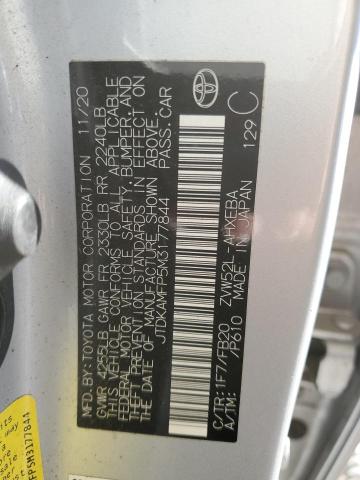 MFD.BY: TOYOTA MOTOR CORPORATION 11/20
GVWR 4255LB GAWR FR 2330LB RR 2240LB
THIS VEHICLE CONFORMS TO ALL APPLICABLE
FEDERAL MOTOR VEHICLE SAFETY, BUMPER, AND
THEFT PREVENTION STANDARDS IN EFFECT ON
THE DATE OF MANUFACTURE SHOWN ABOVE.
JTDKAMFP5M3177844 PASS. CAR
TOYOTA
C/TR: 1F7/FB20 ZVW52L-AHXEBA
A/TM: /P610 MADE IN JAPAN
129 C
FP5M3177844